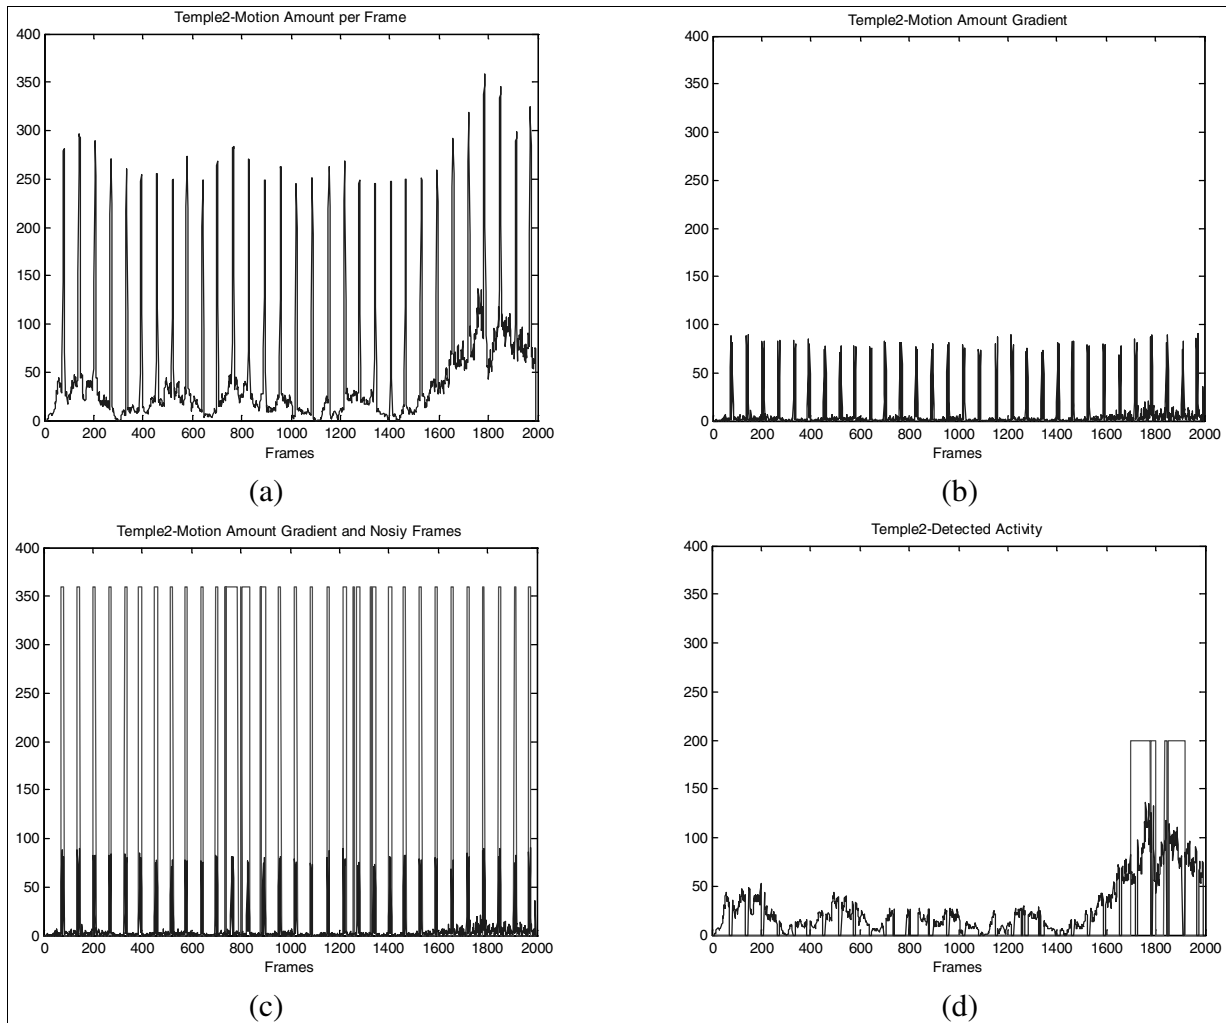 Temple2-Motion Amount per Frame
400
350
300
250
200
150
100
50
0
0 200 400 600 800 1000 1200 1400 1600 1800 2000
Frames
(a)
Temple2-Motion Amount Gradient
400
350
300
250
200
150
100
50
0
0 200 400 600 800 1000 1200 1400 1600 1800 2000
Frames
(b)
Temple2-Motion Amount Gradient and Nosiy Frames
400
350
300
250
200
150
100
50
0
0 200 400 600 800 1000 1200 1400 1600 1800 2000
Frames
(c)
Temple2-Detected Activity
400
350
300
250
200
150
100
50
0
0 200 400 600 800 1000 1200 1400 1600 1800 2000
Frames
(d)